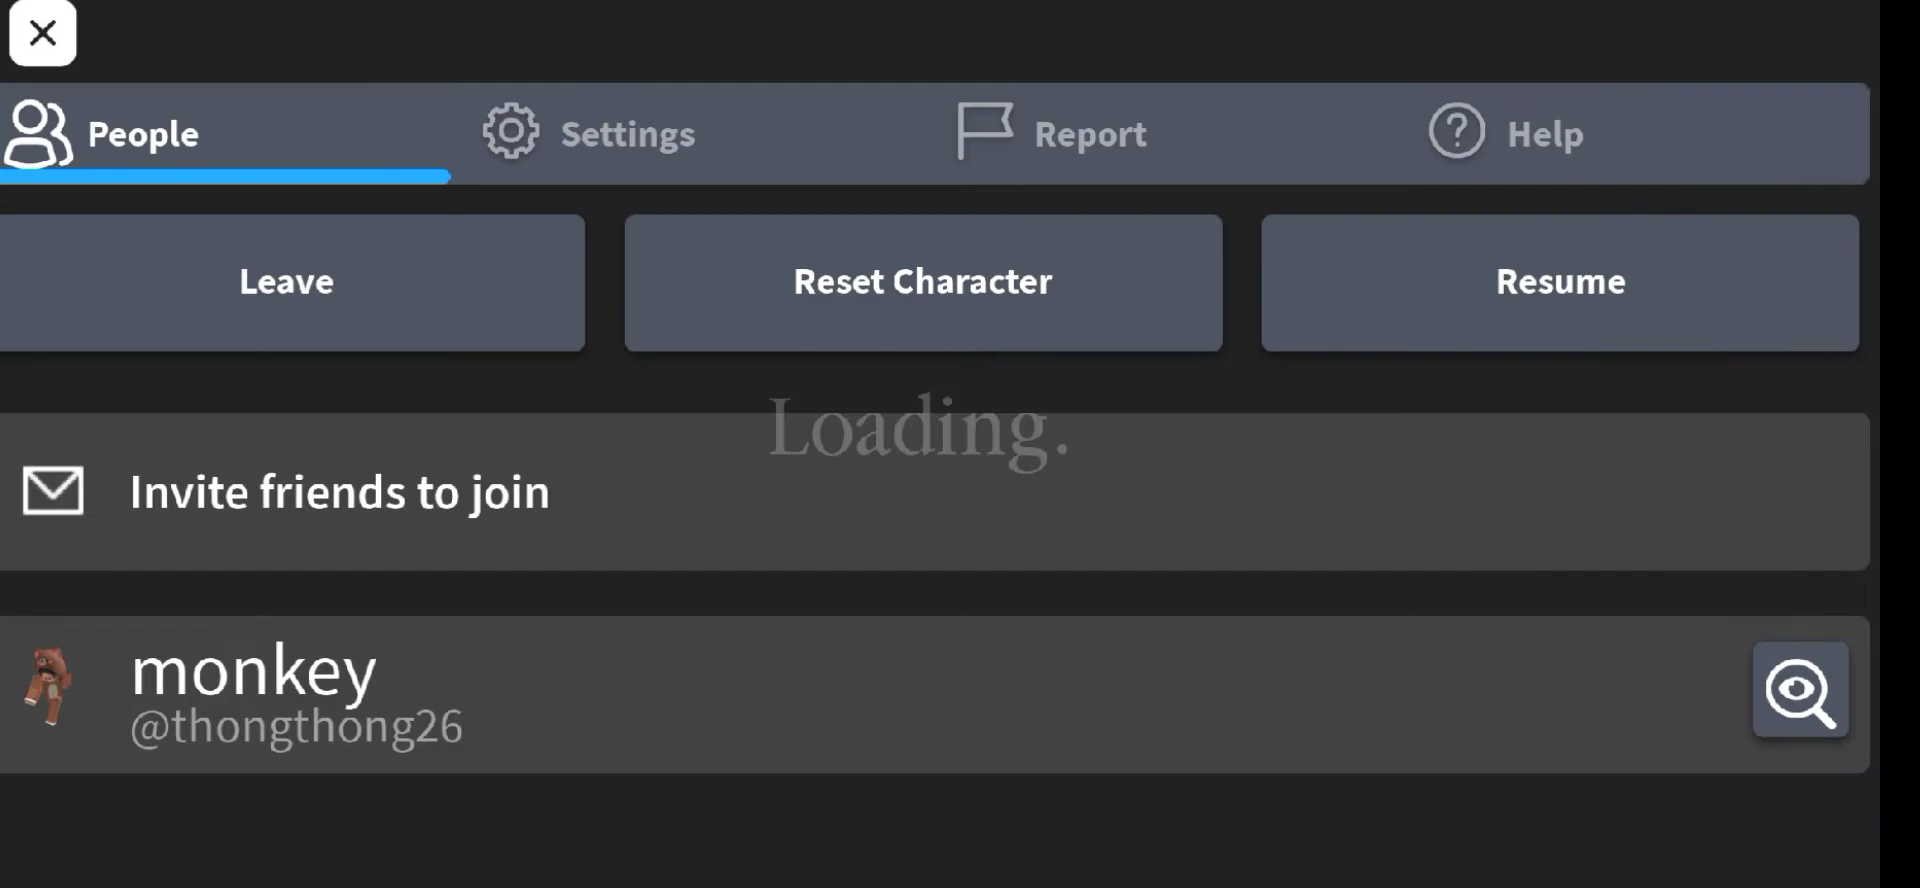 People
Settings
Report
Help
Leave
Reset Character
Resume
Loading.
Invite friends to join
monkey
@thongthong26